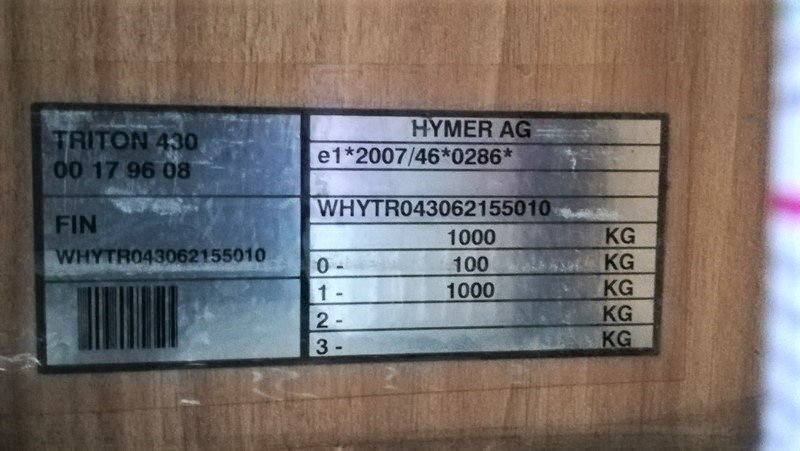 TRITON 430
00 17 96 08
FIN
WHYTR043062155010
HYMER AG
e1*2007/46*0286*
WHYTR043062155010
1000 KG
0 - 100 KG
1 - 1000 KG
2 - KG
3 - KG